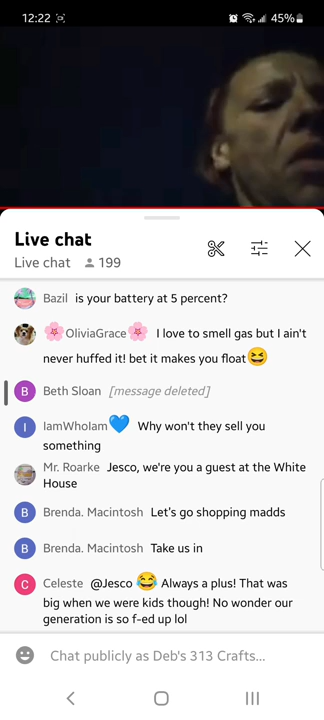 12:22 45%
Live chat
Live chat 199
Bazil is your battery at 5 percent?
🌸OliviaGrace🌸 I love to smell gas but I ain't
never huffed it! bet it makes you float😆
B Beth Sloan [message deleted]
I IamWhoIam💙 Why won't they sell you
something
Mr. Roarke Jesco, we're you a guest at the White
House
B Brenda. Macintosh Let's go shopping madds
B Brenda. Macintosh Take us in
C Celeste @Jesco 😂 Always a plus! That was
big when we were kids though! No wonder our
generation is so f-ed up lol
Chat publicly as Deb's 313 Crafts...